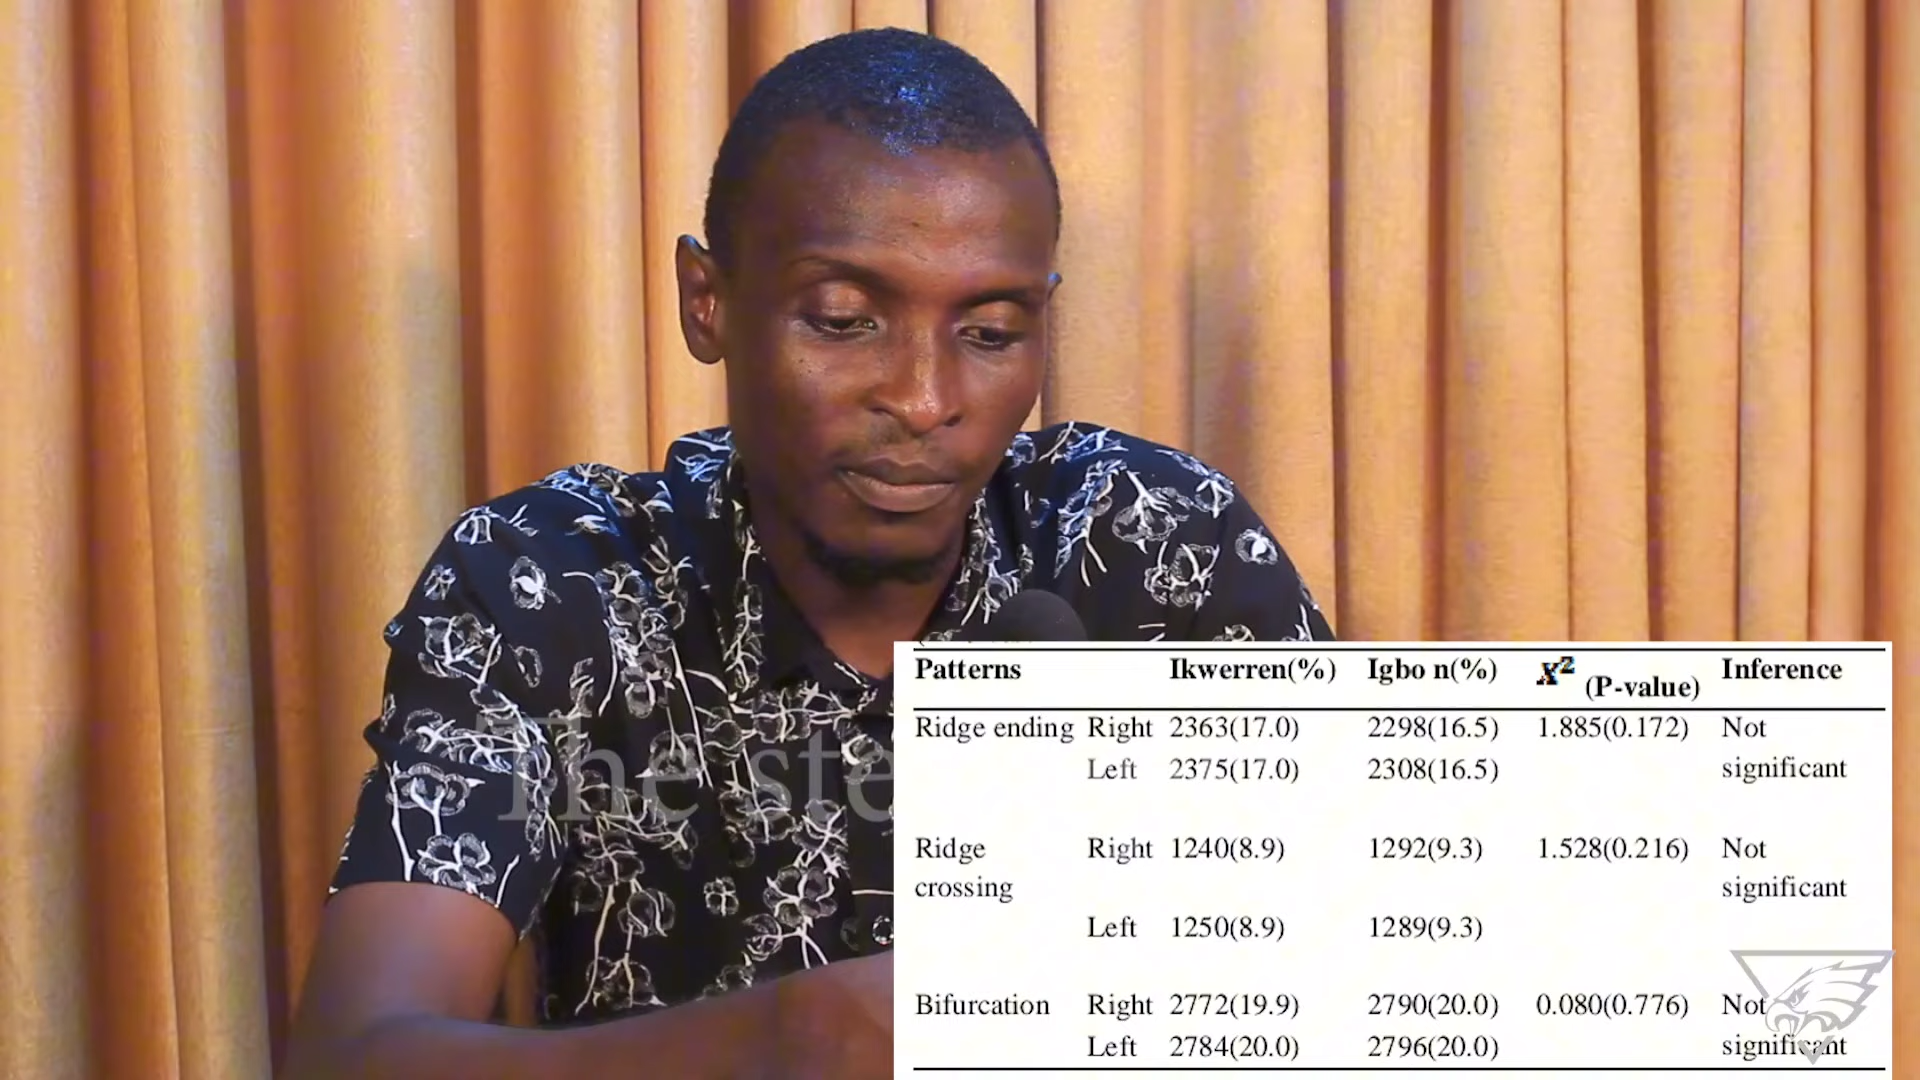 The ste
Patterns Ikwerren(%) Igbo n(%) X² (P-value) Inference
Ridge ending Right 2363(17.0) 2298(16.5) 1.885(0.172) Not
Left 2375(17.0) 2308(16.5) significant
Ridge Right 1240(8.9) 1292(9.3) 1.528(0.216) Not
crossing significant
Left 1250(8.9) 1289(9.3)
Bifurcation Right 2772(19.9) 2790(20.0) 0.080(0.776) Not
Left 2784(20.0) 2796(20.0) significant